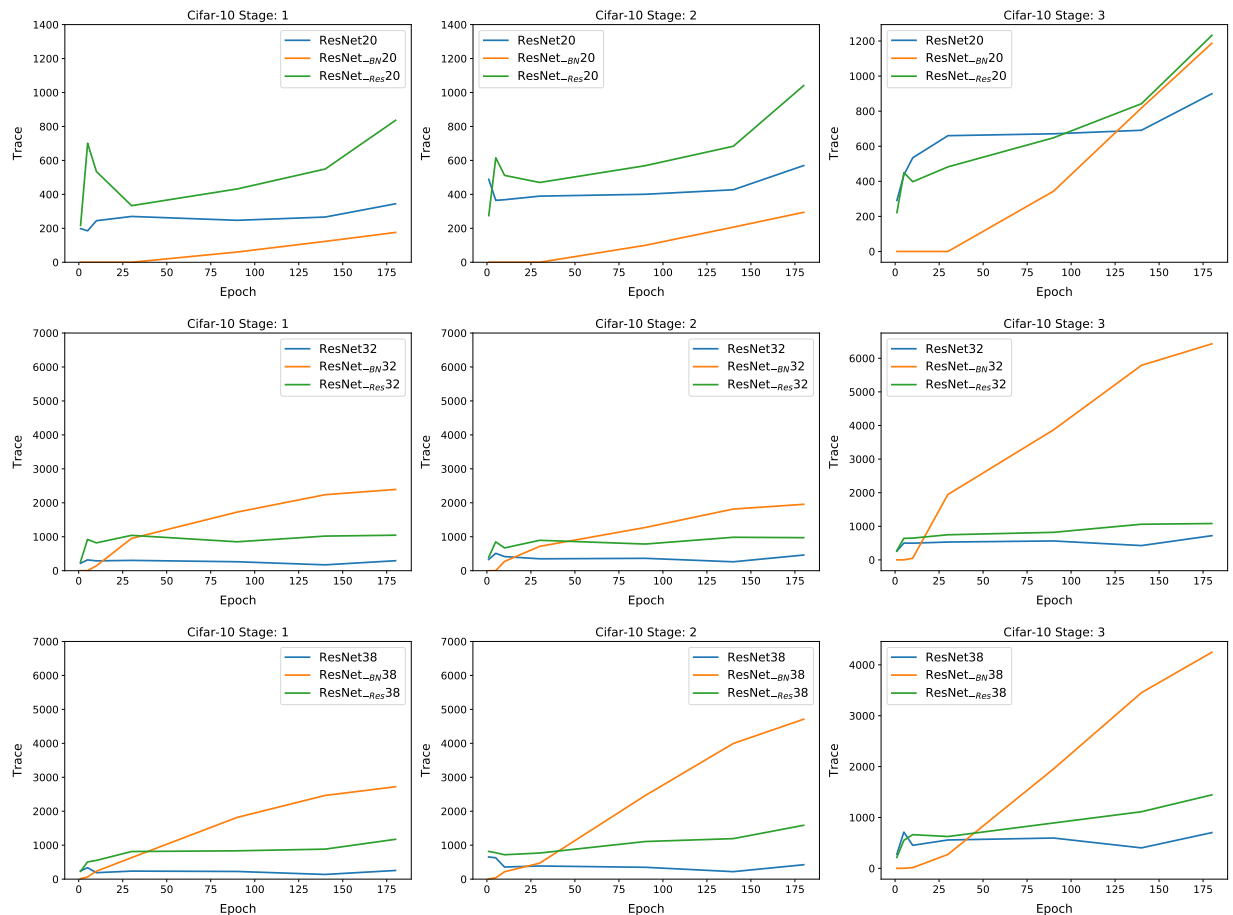 Cifar-10 Stage: 1
1400
1200
1000
800
600
400
200
0
Trace
ResNet20
ResNet_BN20
ResNet_Res20
0 25 50 75 100 125 150 175
Epoch
Cifar-10 Stage: 2
1400
1200
1000
800
600
400
200
0
Trace
ResNet20
ResNet_BN20
ResNet_Res20
0 25 50 75 100 125 150 175
Epoch
Cifar-10 Stage: 3
1200
1000
800
600
400
200
0
Trace
ResNet20
ResNet_BN20
ResNet_Res20
0 25 50 75 100 125 150 175
Epoch
Cifar-10 Stage: 1
7000
6000
5000
4000
3000
2000
1000
0
Trace
ResNet32
ResNet_BN32
ResNet_Res32
0 25 50 75 100 125 150 175
Epoch
Cifar-10 Stage: 2
7000
6000
5000
4000
3000
2000
1000
0
Trace
ResNet32
ResNet_BN32
ResNet_Res32
0 25 50 75 100 125 150 175
Epoch
Cifar-10 Stage: 3
6000
5000
4000
3000
2000
1000
0
Trace
ResNet32
ResNet_BN32
ResNet_Res32
0 25 50 75 100 125 150 175
Epoch
Cifar-10 Stage: 1
7000
6000
5000
4000
3000
2000
1000
0
Trace
ResNet38
ResNet_BN38
ResNet_Res38
0 25 50 75 100 125 150 175
Epoch
Cifar-10 Stage: 2
7000
6000
5000
4000
3000
2000
1000
0
Trace
ResNet38
ResNet_BN38
ResNet_Res38
0 25 50 75 100 125 150 175
Epoch
Cifar-10 Stage: 3
4000
3000
2000
1000
0
Trace
ResNet38
ResNet_BN38
ResNet_Res38
0 25 50 75 100 125 150 175
Epoch